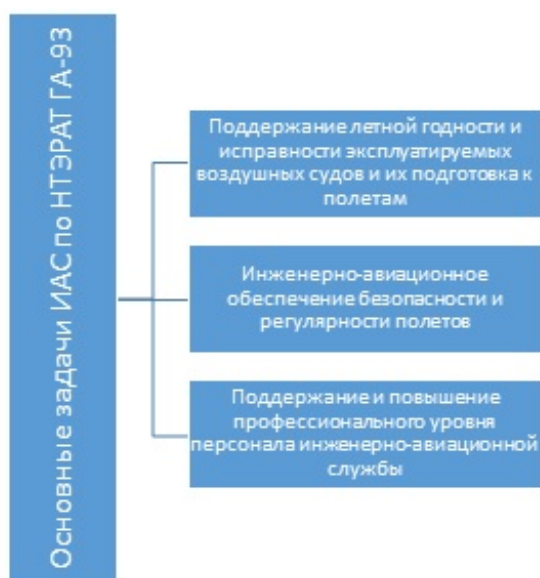 Основные задачи ИАС по НТЭРАТ ГА-93
Поддержание летной годности и
исправности эксплуатируемых
воздушных судов и их подготовка к
полетам
Инженерно-авиационное
обеспечение безопасности и
регулярности полетов
Поддержание и повышение
профессионального уровня
персонала инженерно-авиационной
службы